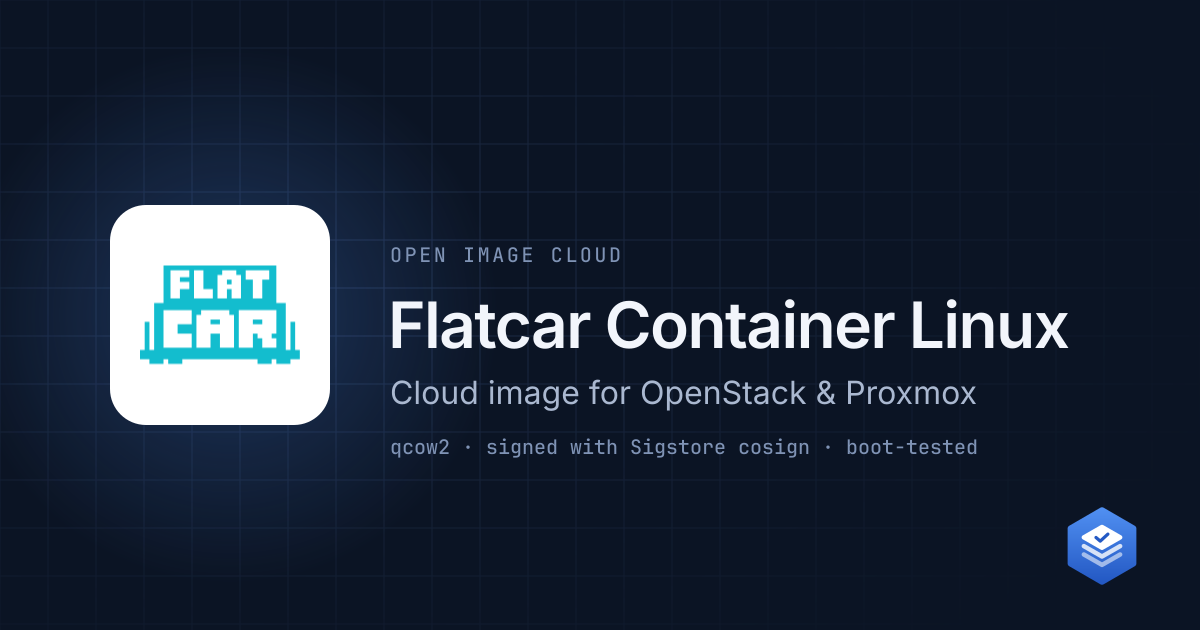 FLAT
CAR
OPEN IMAGE CLOUD
Flatcar Container Linux
Cloud image for OpenStack & Proxmox
qcow2 · signed with Sigstore cosign · boot-tested